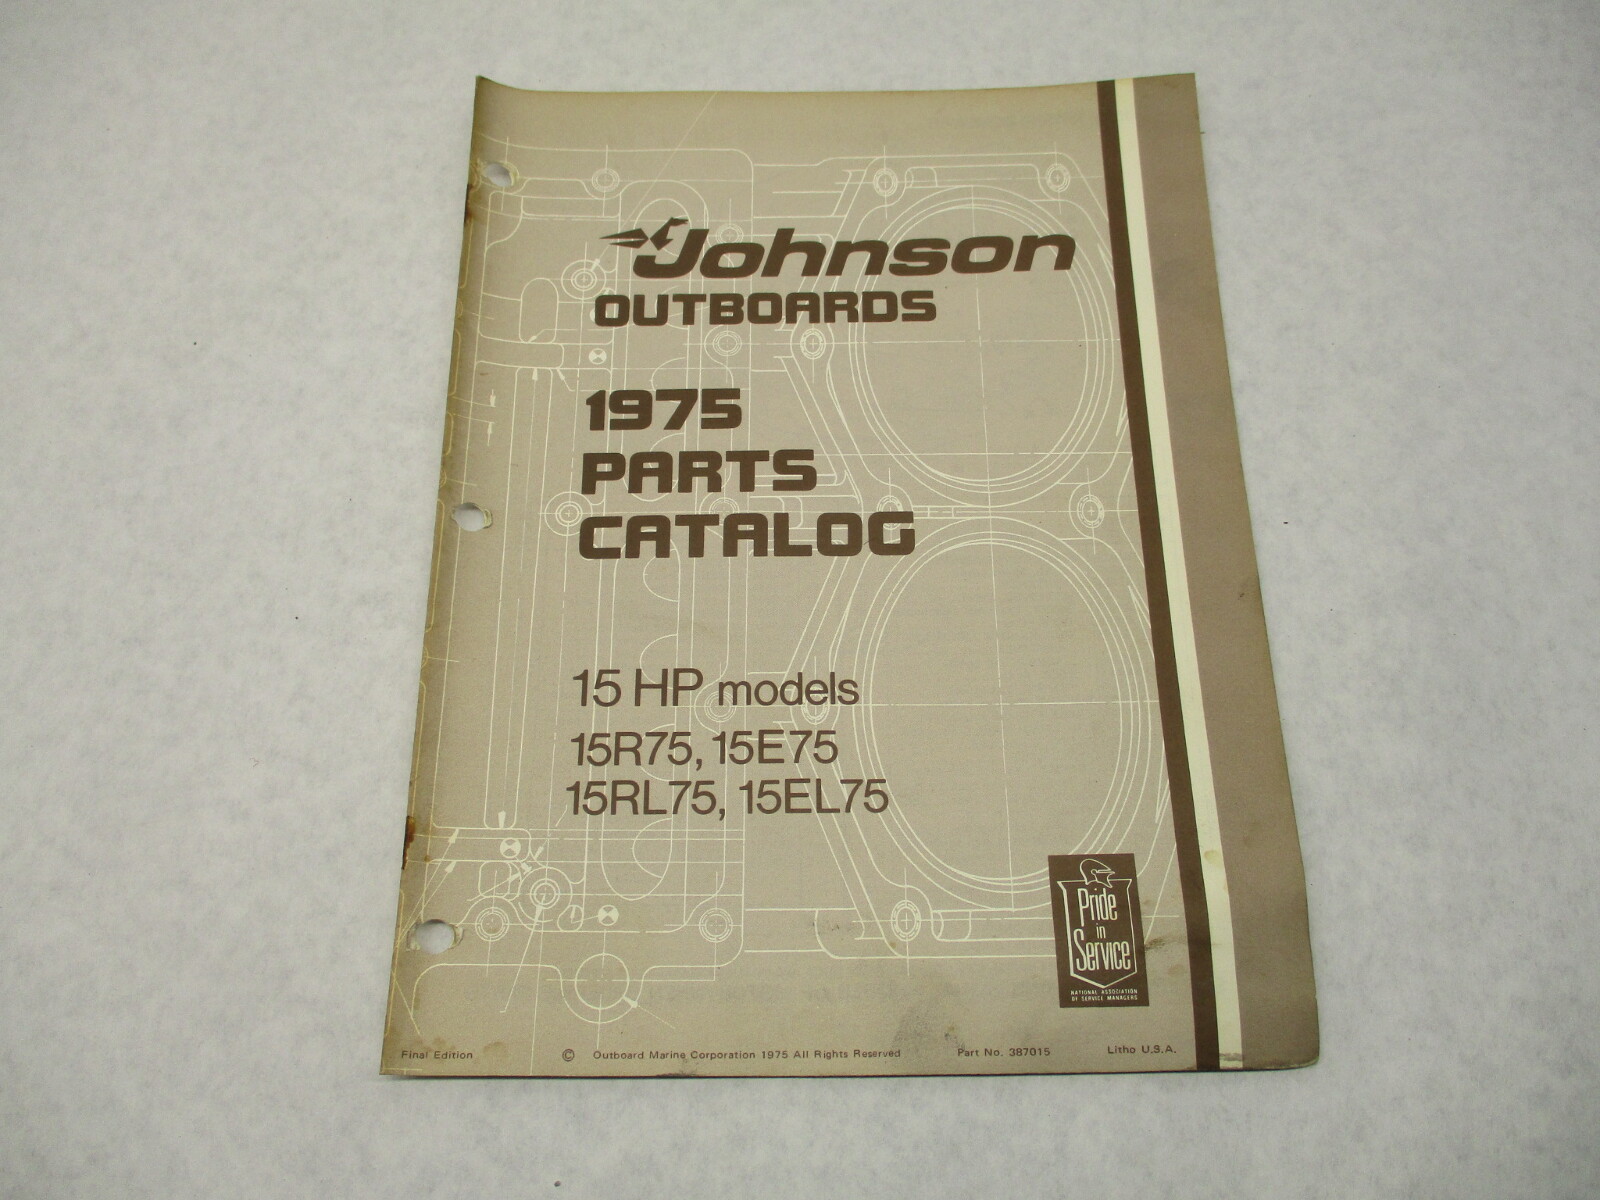 Johnson
OUTBOARDS
1975
PARTS
CATALOG
15 HP models
15R75, 15E75
15RL75, 15EL75
Pride
in
Service
NATIONAL ASSOCIATION
OF SERVICE MANAGERS
Final Edition © Outboard Marine Corporation 1975 All Rights Reserved Part No. 387015 Litho U.S.A.